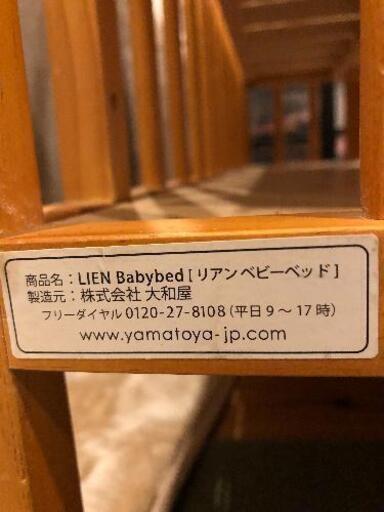 商品名：LIEN Babybed [ リアン ベビーベッド ]
製造元：株式会社 大和屋
フリーダイヤル 0120-27-8108（平日 9 〜 17 時）
www.yamatoya-jp.com